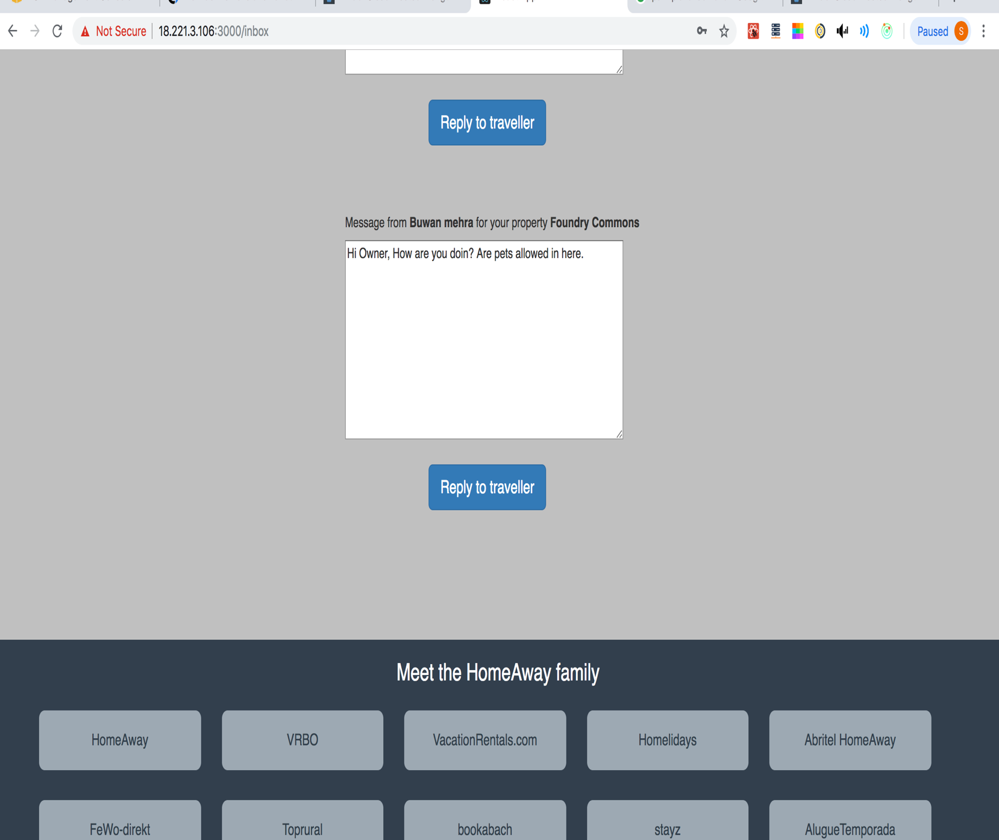 Not Secure 18.221.3.106:3000/inbox
Paused S
Reply to traveller
Message from Buwan mehra for your property Foundry Commons
Hi Owner, How are you doin? Are pets allowed in here.
Reply to traveller
Meet the HomeAway family
HomeAway VRBO VacationRentals.com Homelidays Abritel HomeAway
FeWo-direkt Toprural bookabach stayz AlugueTemporada